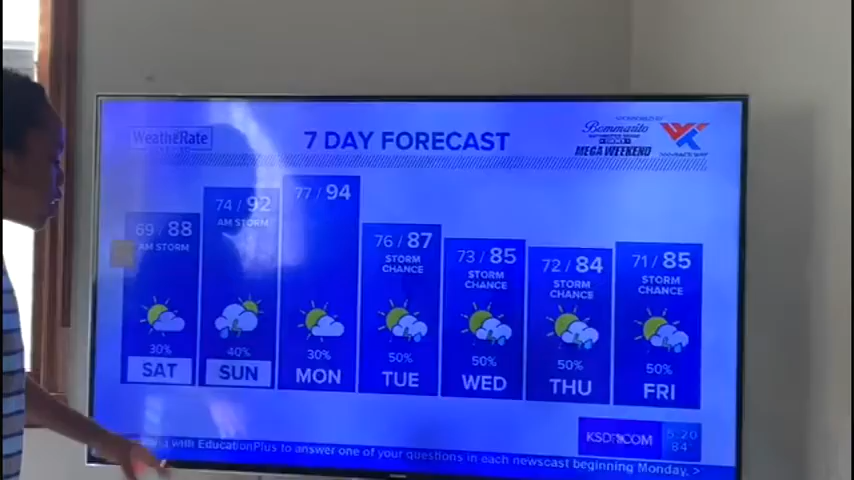 WeatheRate
7 DAY FORECAST
SPONSORED BY
Bommarito
MEGA WEEKEND
69/88
AM STORM
30%
SAT
74/92
AM STORM
40%
SUN
77/94
30%
MON
76/87
STORM
CHANCE
50%
TUE
73/85
STORM
CHANCE
50%
WED
72/84
STORM
CHANCE
50%
THU
71/85
STORM
CHANCE
50%
FRI
KSDK.COM
5:20
84°
with EducationPlus to answer one of your questions in each newscast beginning Monday. >